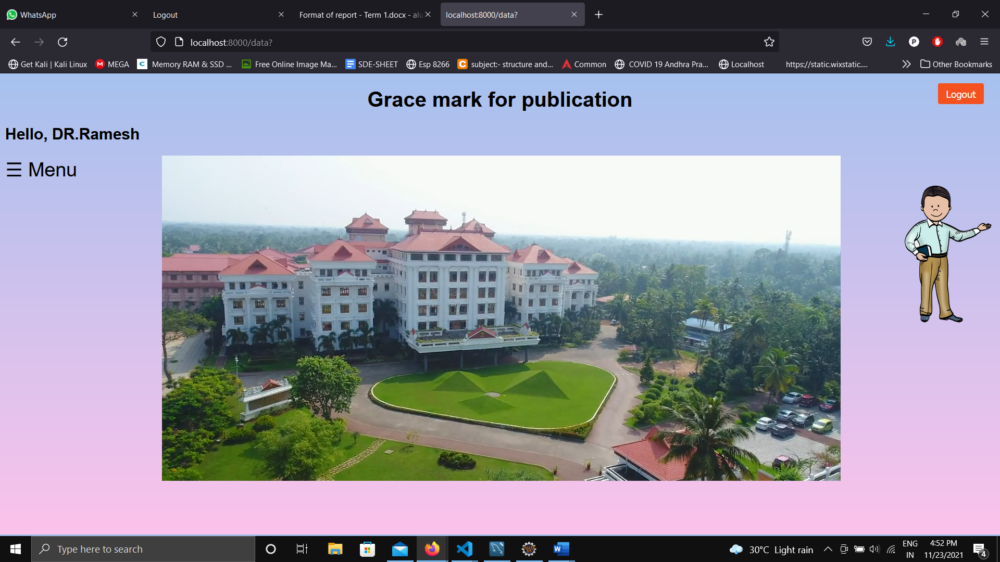 WhatsApp
Logout
Format of report - Term 1.docx - alu
localhost:8000/data?
localhost:8000/data?
P
Get Kali | Kali Linux
M MEGA
C Memory RAM & SSD ...
Free Online Image Ma...
SDE-SHEET
Esp 8266
C subject:- structure and...
Common
COVID 19 Andhra Pra...
Localhost
https://static.wixstatic....
Other Bookmarks
Grace mark for publication
Logout
Hello, DR.Ramesh
☰ Menu
Type here to search
W
30°C Light rain
ENG
IN
4:52 PM
11/23/2021
4